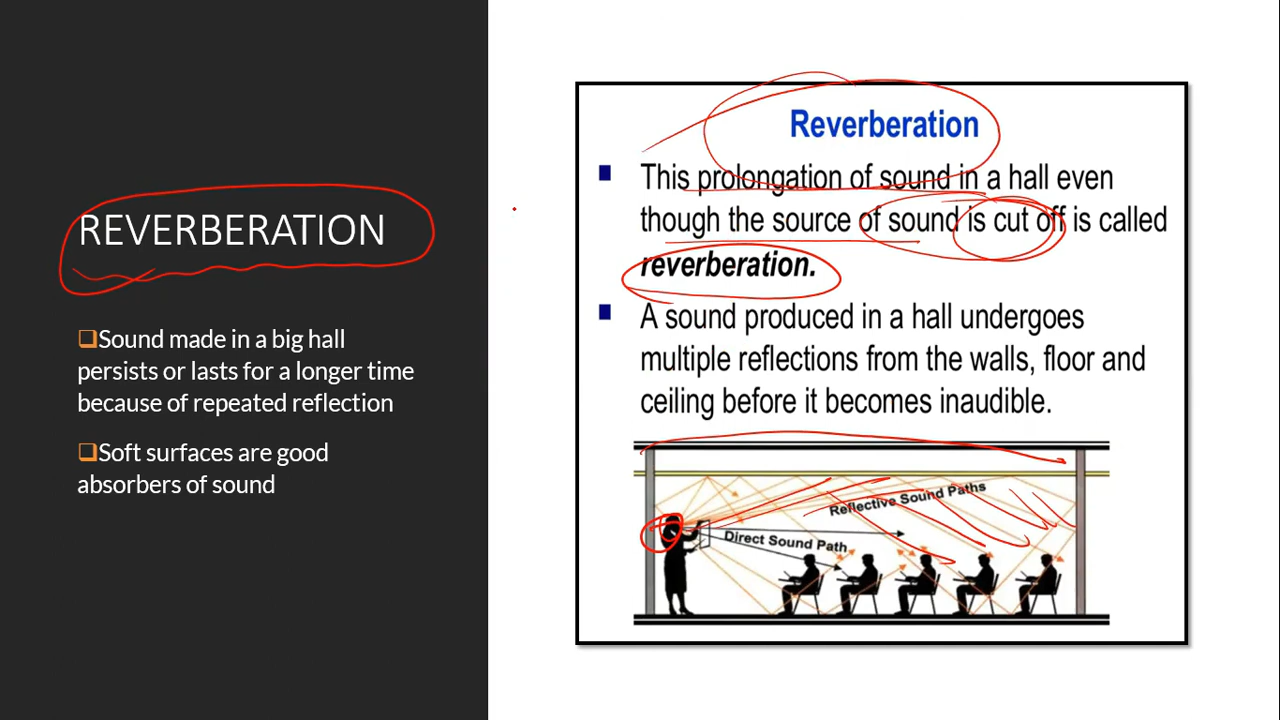 REVERBERATION
❑Sound made in a big hall
persists or lasts for a longer time
because of repeated reflection
❑Soft surfaces are good
absorbers of sound
Reverberation
■ This prolongation of sound in a hall even
though the source of sound is cut off is called
reverberation.
■ A sound produced in a hall undergoes
multiple reflections from the walls, floor and
ceiling before it becomes inaudible.
Reflective Sound Paths
Direct Sound Path